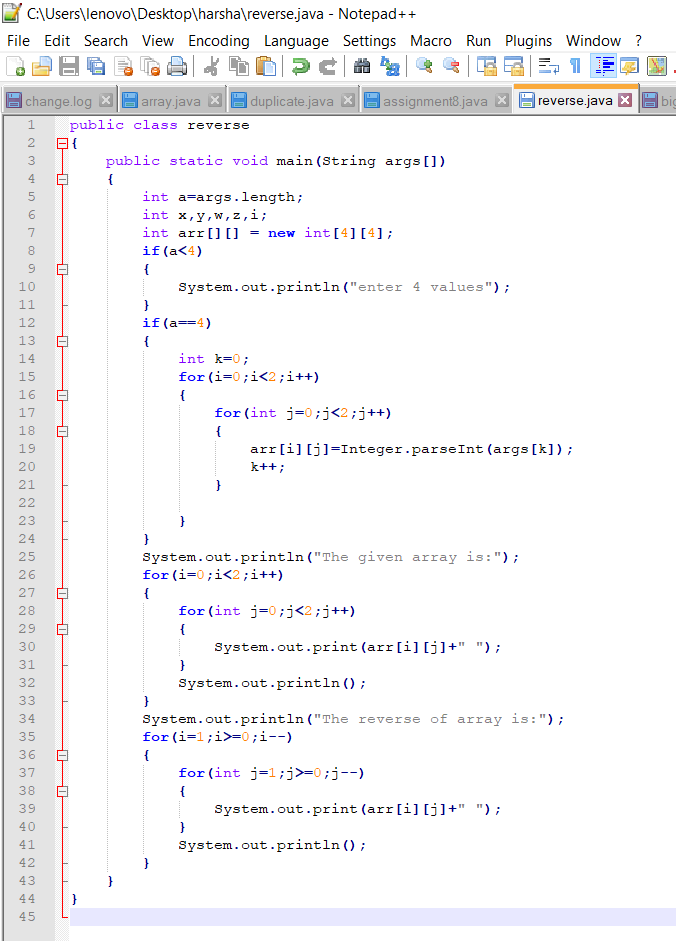 C:\Users\lenovo\Desktop\harsha\reverse.java - Notepad++
File Edit Search View Encoding Language Settings Macro Run Plugins Window ?
change.log array.java duplicate.java assignment8.java reverse.java big
1 public class reverse
2 {
3 public static void main(String args[])
4 {
5 int a=args.length;
6 int x,y,w,z,i;
7 int arr[][] = new int[4][4];
8 if(a<4)
9 {
10 System.out.println("enter 4 values");
11 }
12 if(a==4)
13 {
14 int k=0;
15 for(i=0;i<2;i++)
16 {
17 for(int j=0;j<2;j++)
18 {
19 arr[i][j]=Integer.parseInt(args[k]);
20 k++;
21 }
22
23 }
24 }
25 System.out.println("The given array is:");
26 for(i=0;i<2;i++)
27 {
28 for(int j=0;j<2;j++)
29 {
30 System.out.print(arr[i][j]+" ");
31 }
32 System.out.println();
33 }
34 System.out.println("The reverse of array is:");
35 for(i=1;i>=0;i--)
36 {
37 for(int j=1;j>=0;j--)
38 {
39 System.out.print(arr[i][j]+" ");
40 }
41 System.out.println();
42 }
43 }
44 }
45